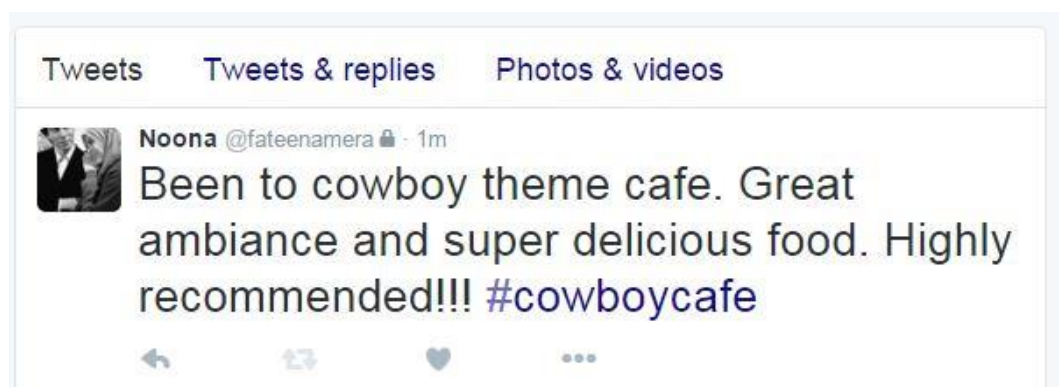 Tweets Tweets & replies Photos & videos
Noona @fateenamera · 1m
Been to cowboy theme cafe. Great
ambiance and super delicious food. Highly
recommended!!! #cowboycafe